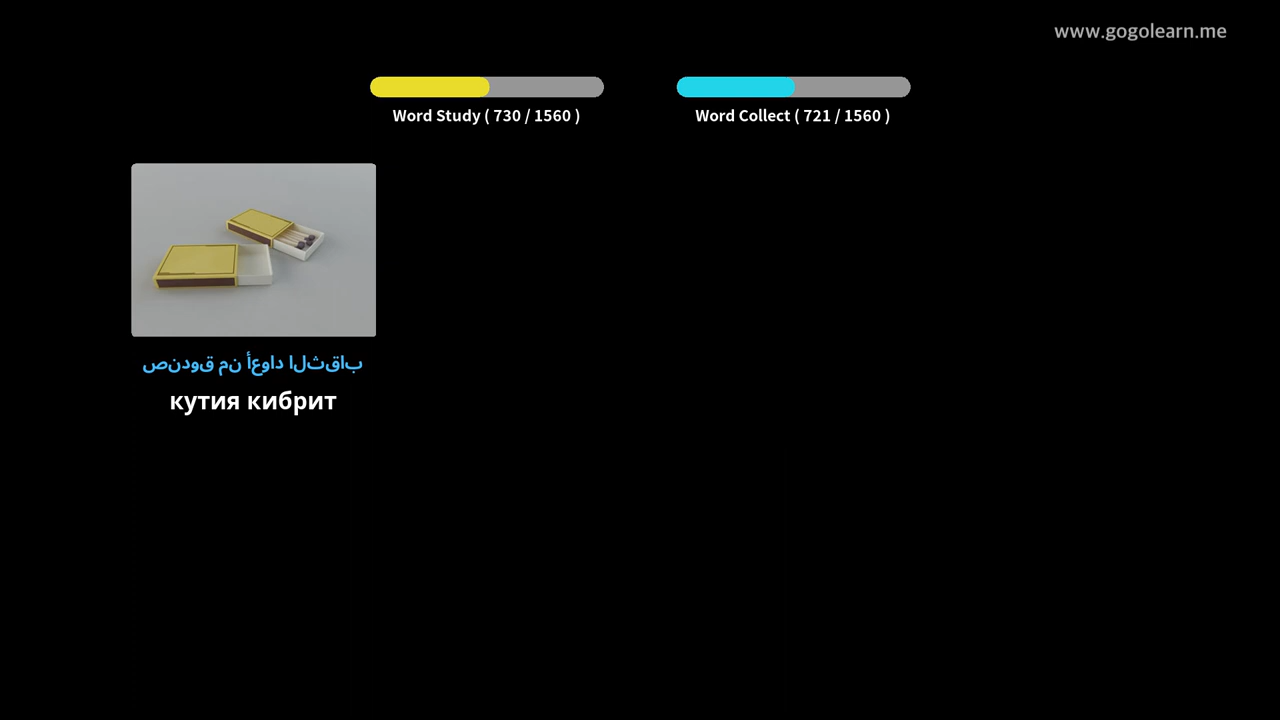 www.gogolearn.me
Word Study ( 730 / 1560 )
Word Collect ( 721 / 1560 )
صندوق من أعواد الثقاب
кутия кибрит